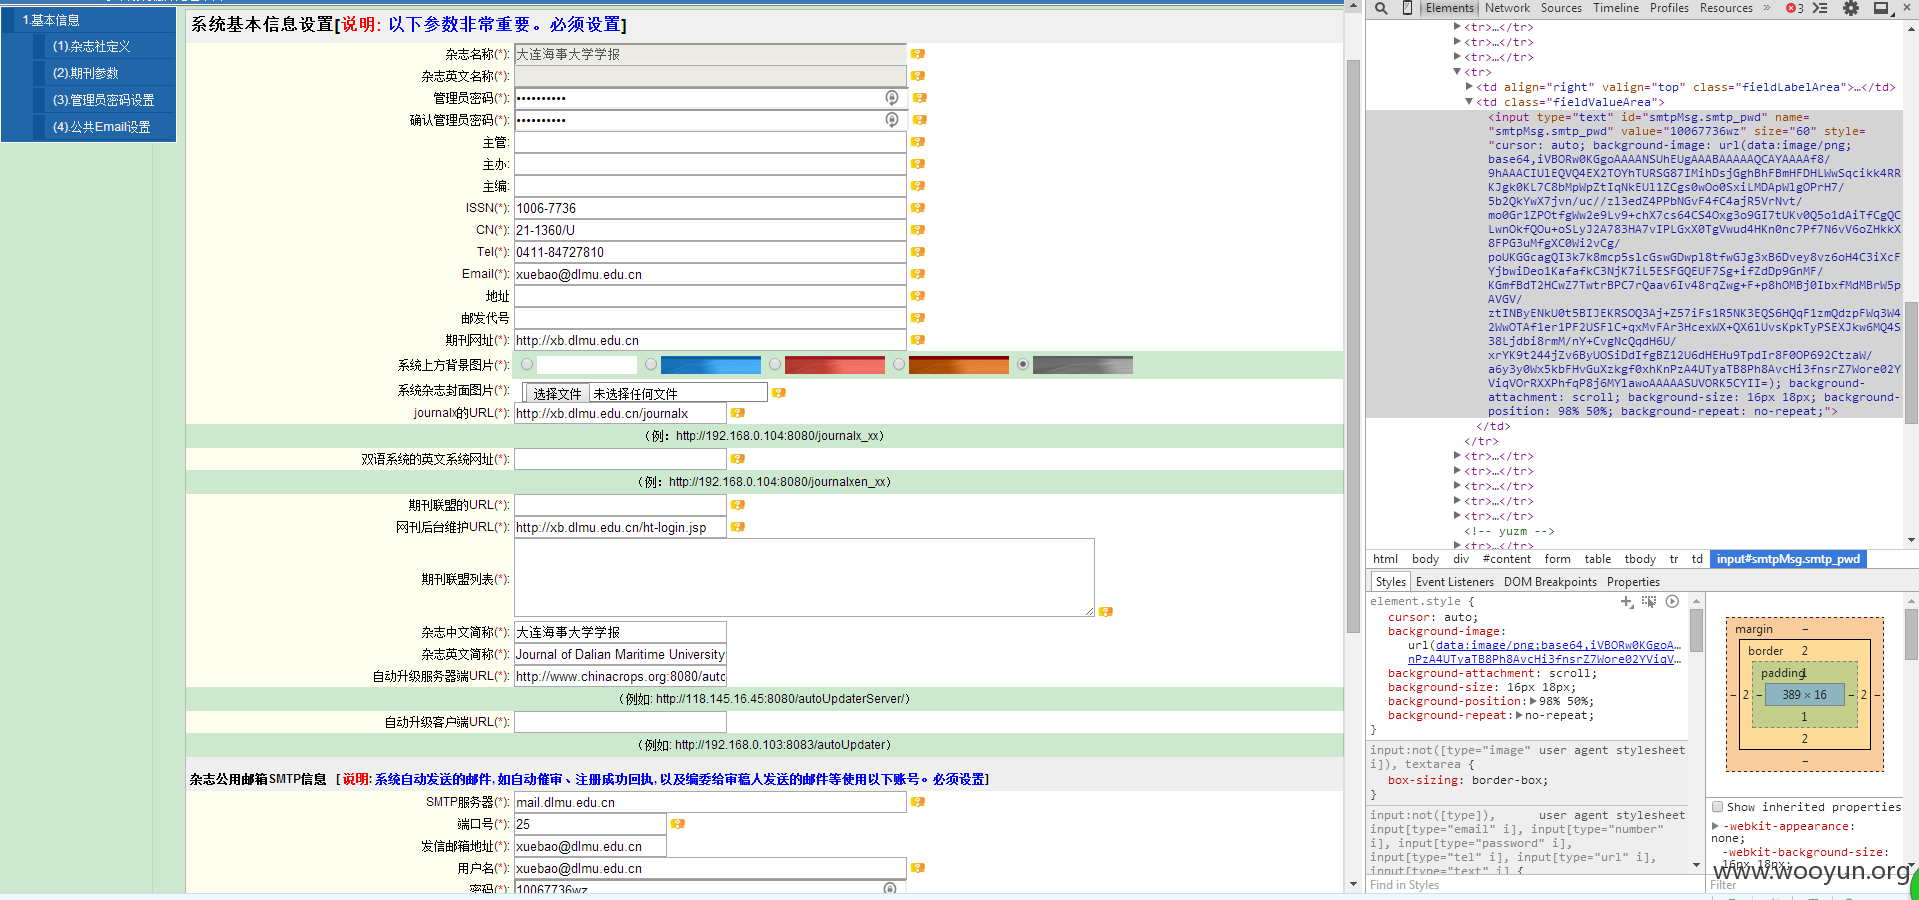 1.基本信息
(1).杂志社定义
(2).期刊参数
(3).管理员密码设置
(4).公共Email设置
系统基本信息设置[说明: 以下参数非常重要。必须设置]
杂志名称(*): 大连海事大学学报
杂志英文名称(*):
管理员密码(*): ••••••••••
确认管理员密码(*): ••••••••••
主管:
主办:
主编:
ISSN(*): 1006-7736
CN(*): 21-1360/U
Tel(*): 0411-84727810
Email(*): xuebao@dlmu.edu.cn
地址
邮发代号
期刊网址(*): http://xb.dlmu.edu.cn
系统上方背景图片(*):
系统杂志封面图片(*): 选择文件 未选择任何文件
journalx的URL(*): http://xb.dlmu.edu.cn/journalx
（例：http://192.168.0.104:8080/journalx_xx）
双语系统的英文系统网址(*):
（例：http://192.168.0.104:8080/journalxen_xx）
期刊联盟的URL(*):
网刊后台维护URL(*): http://xb.dlmu.edu.cn/ht-login.jsp
期刊联盟列表(*):
杂志中文简称(*): 大连海事大学学报
杂志英文简称(*): Journal of Dalian Maritime University
自动升级服务器端URL(*): http://www.chinacrops.org:8080/auto
（例如: http://118.145.16.45:8080/autoUpdaterServer/）
自动升级客户端URL(*):
（例如: http://192.168.0.103:8083/autoUpdater）
杂志公用邮箱SMTP信息 [说明:系统自动发送的邮件,如自动催审、注册成功回执,以及编委给审稿人发送的邮件等使用以下账号。必须设置]
SMTP服务器(*): mail.dlmu.edu.cn
端口号(*): 25
发信邮箱地址(*): xuebao@dlmu.edu.cn
用户名(*): xuebao@dlmu.edu.cn
密码(*): 10067736wz
Elements Network Sources Timeline Profiles Resources » 3
<tr>…</tr>
<tr>…</tr>
<tr>…</tr>
<tr>
<td align="right" valign="top" class="fieldLabelArea">…</td>
<td class="fieldValueArea">
<input type="text" id="smtpMsg.smtp_pwd" name=
"smtpMsg.smtp_pwd" value="10067736wz" size="60" style=
"cursor: auto; background-image: url(data:image/png;
attachment: scroll; background-size: 16px 18px; background-
position: 98% 50%; background-repeat: no-repeat;">
</td>
</tr>
<tr>…</tr>
<tr>…</tr>
<tr>…</tr>
<tr>…</tr>
<tr>…</tr>
<!-- yuzm -->
<tr>…</tr>
html body div #content form table tbody tr td input#smtpMsg.smtp_pwd
Styles Event Listeners DOM Breakpoints Properties
element.style {
cursor: auto;
background-image:
url(data:image/png;base64,iVBORw0KGgoA…
background-attachment: scroll;
background-size: 16px 18px;
background-position: 98% 50%;
background-repeat: no-repeat;
}
input:not([type="image" user agent stylesheet
i]), textarea {
box-sizing: border-box;
}
input:not([type]), user agent stylesheet
input[type="email" i], input[type="number"
i], input[type="password" i],
input[type="tel" i], input[type="url" i],
input[type="text" i] {
Find in Styles
margin –
border 2
padding 1
– 2 – 389 × 16 – 2 –
1
2
–
Show inherited properties
-webkit-appearance:
none;
-webkit-background-size:
16px 18px;
Filter
www.wooyun.org